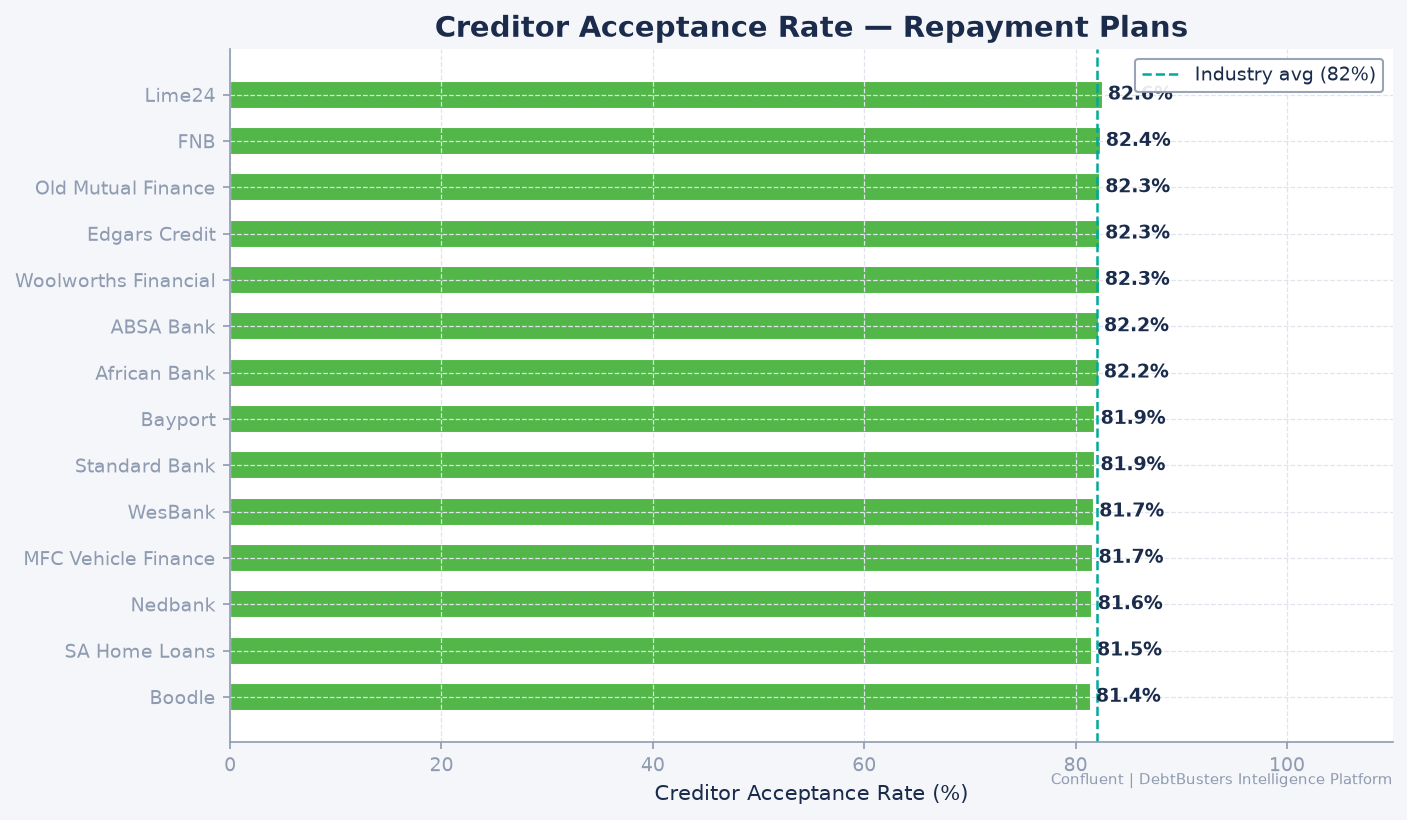 Creditor Acceptance Rate — Repayment Plans
Industry avg (82%)
Lime24 82.6%
FNB 82.4%
Old Mutual Finance 82.3%
Edgars Credit 82.3%
Woolworths Financial 82.3%
ABSA Bank 82.2%
African Bank 82.2%
Bayport 81.9%
Standard Bank 81.9%
WesBank 81.7%
MFC Vehicle Finance 81.7%
Nedbank 81.6%
SA Home Loans 81.5%
Boodle 81.4%
0 20 40 60 80 100
Confluent | DebtBusters Intelligence Platform
Creditor Acceptance Rate (%)